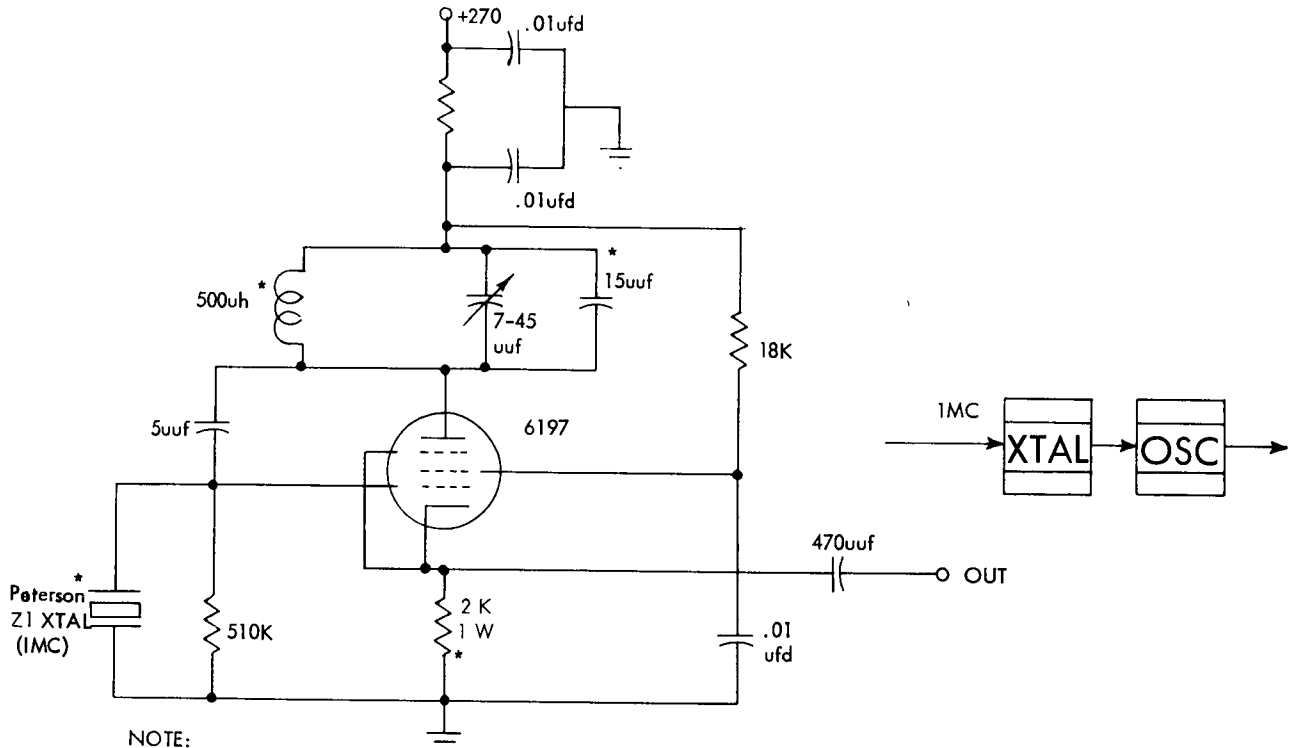 +270
.01ufd
.01ufd
500uh *
7-45
uuf
*
15uuf
18K
5uuf
6197
1MC
XTAL
OSC
470uuf
OUT
*
Paterson
Z1 XTAL
(1MC)
510K
2 K
1 W
*
.01
ufd
NOTE: